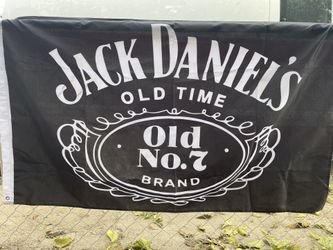 JACK DANIEL'S
OLD TIME
Old
No.7
BRAND